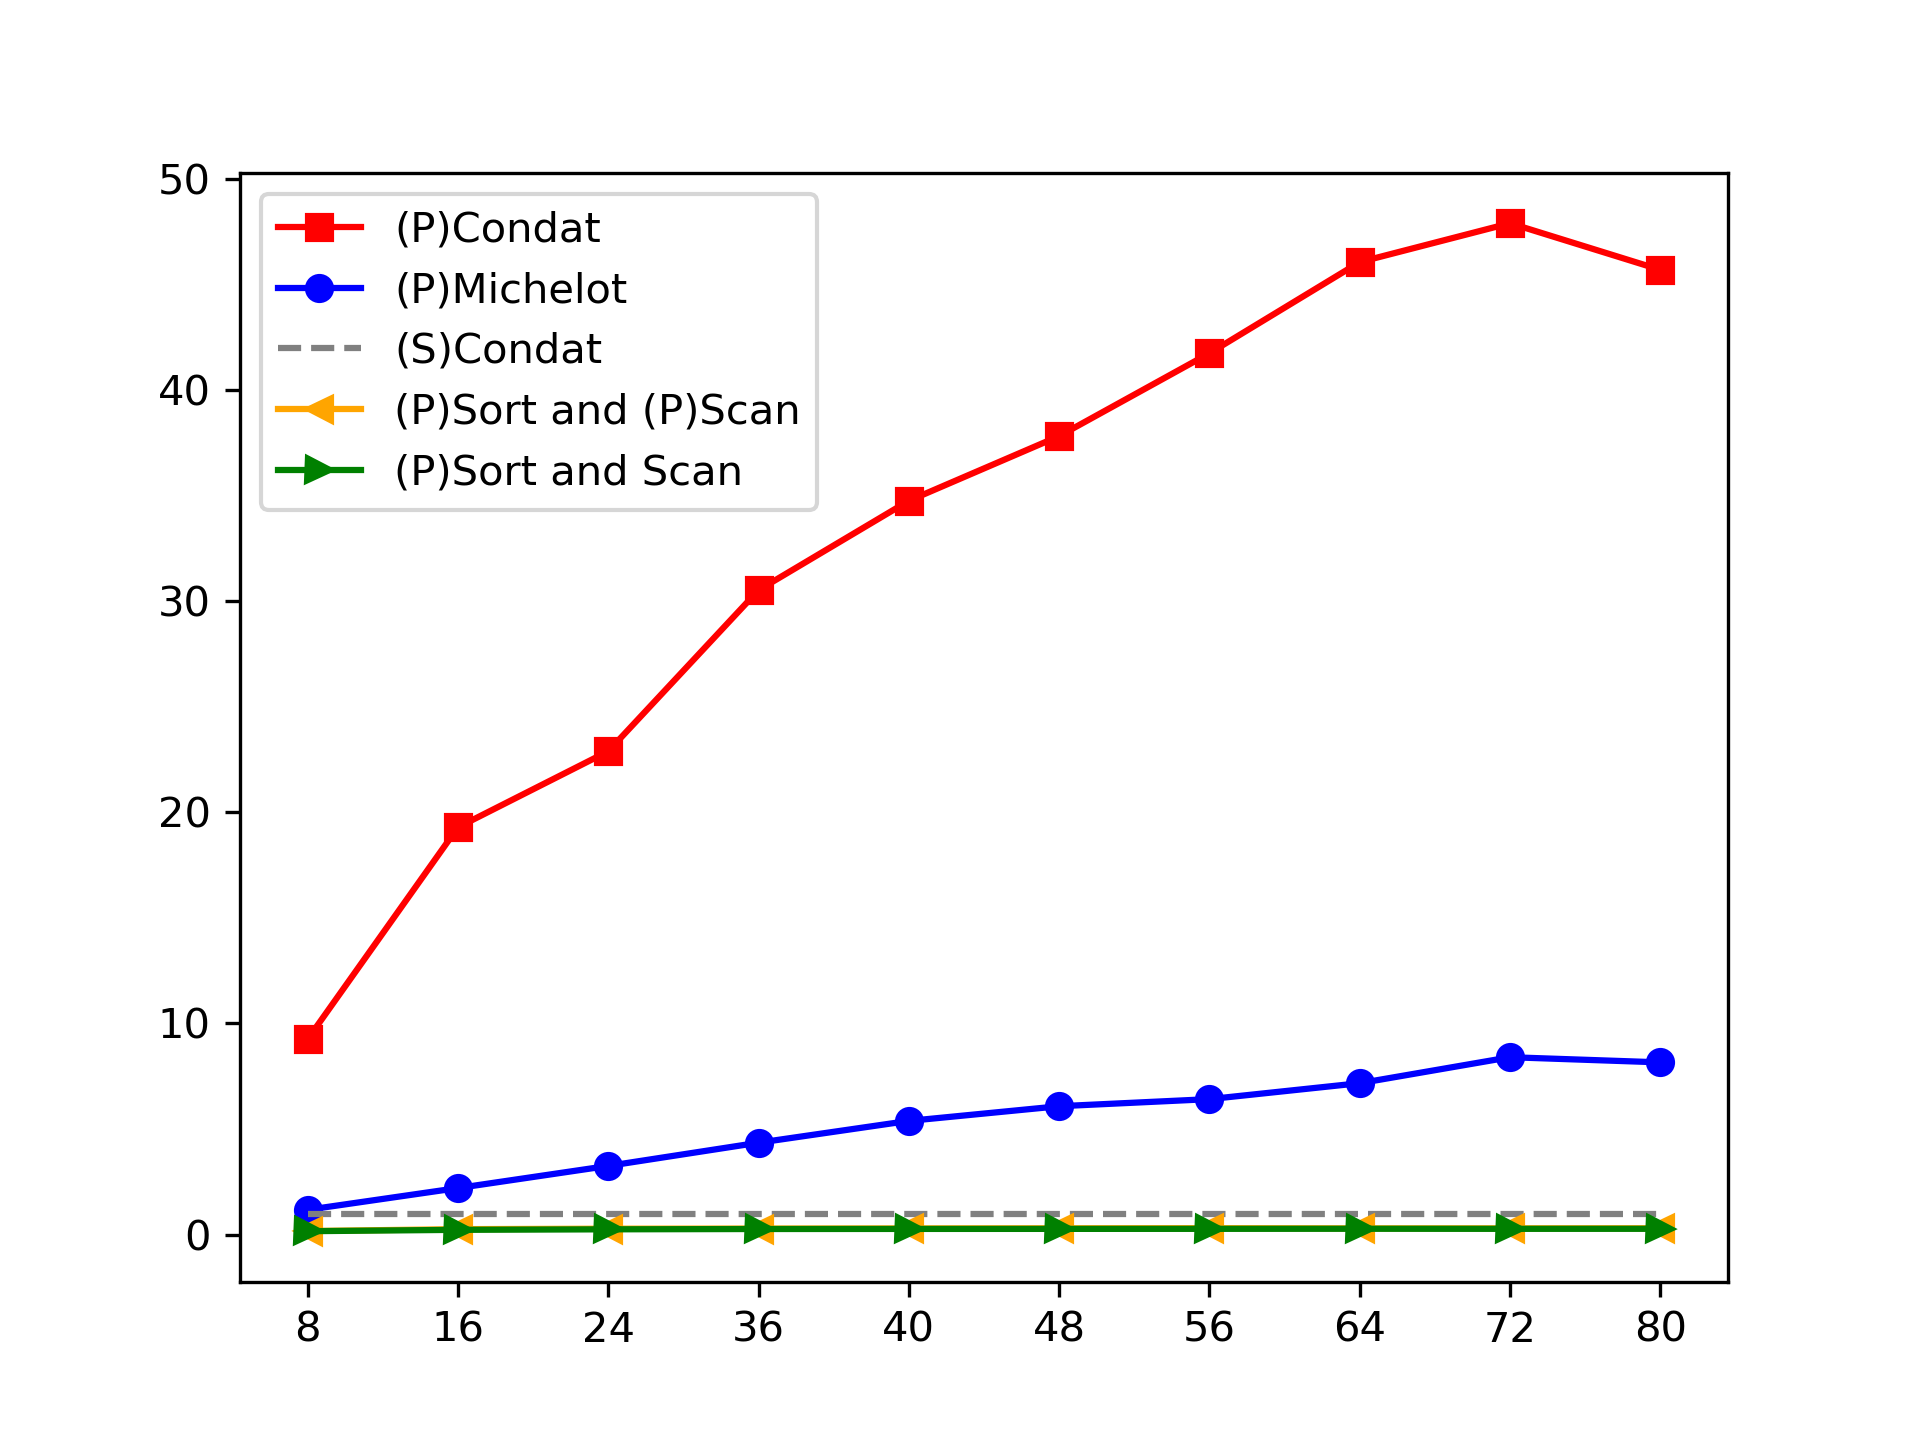 50
40
30
20
10
0
(P)Condat
(P)Michelot
(S)Condat
(P)Sort and (P)Scan
(P)Sort and Scan
8 16 24 36 40 48 56 64 72 80